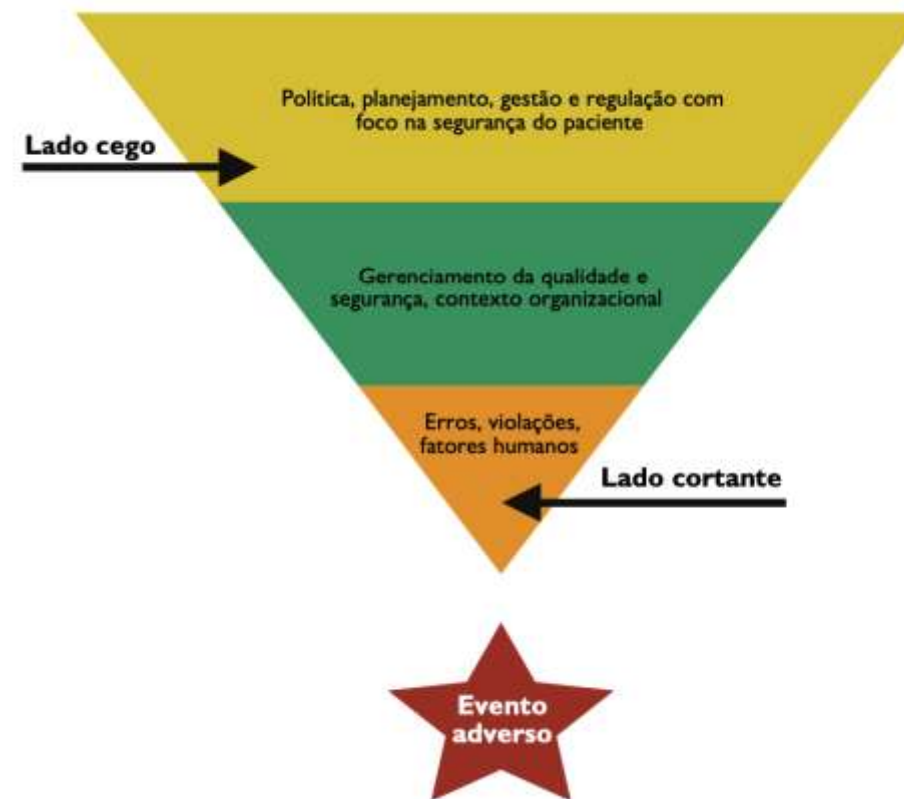 Política, planejamento, gestão e regulação com
foco na segurança do paciente
Lado cego
Gerenciamento da qualidade e
segurança, contexto organizacional
Erros, violações,
fatores humanos
Lado cortante
Evento
adverso